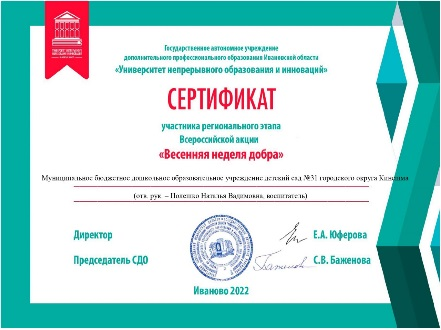 Государственное автономное учреждение
дополнительного профессионального образования Ивановской области
«Университет непрерывного образования и инноваций»
СЕРТИФИКАТ
участника регионального этапа
Всероссийской акции
«Весенняя неделя добра»
Муниципальное бюджетное дошкольное образовательное учреждение детский сад №31 городского округа Кинешма
(отв. рук. – Наталья Вадимовна, воспитатель)
Директор
Е.А. Юферова
Председатель СДО
С.В. Баженова
Иваново 2022